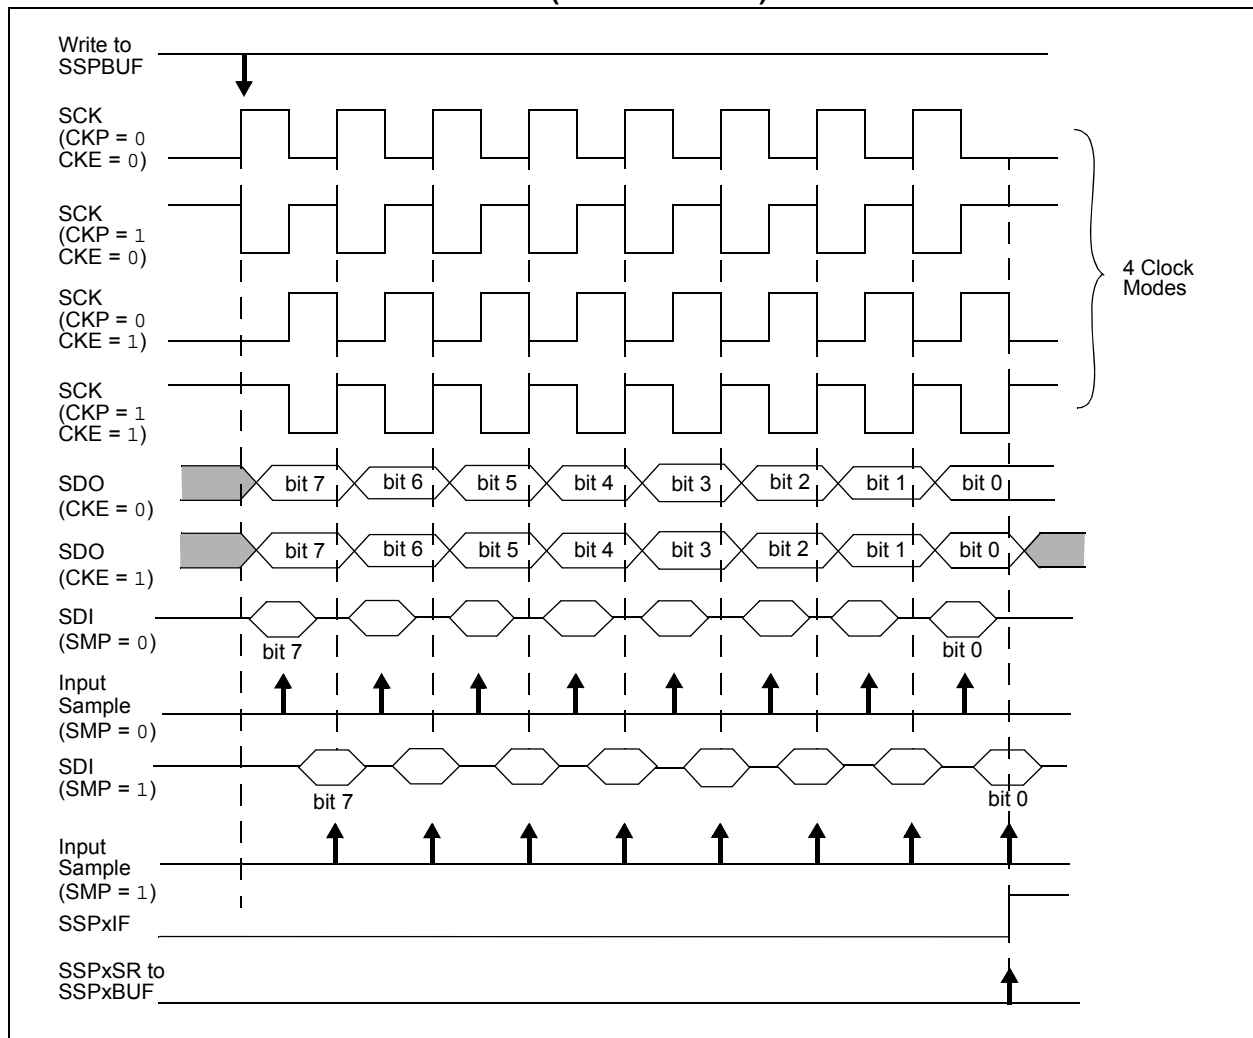 Write to
SSPBUF
SCK
(CKP = 0
CKE = 0)
SCK
(CKP = 1
CKE = 0)
4 Clock
Modes
SCK
(CKP = 0
CKE = 1)
SCK
(CKP = 1
CKE = 1)
SDO
(CKE = 0)
bit 7 bit 6 bit 5 bit 4 bit 3 bit 2 bit 1 bit 0
SDO
(CKE = 1)
bit 7 bit 6 bit 5 bit 4 bit 3 bit 2 bit 1 bit 0
SDI
(SMP = 0)
bit 7 bit 0
Input
Sample
(SMP = 0)
SDI
(SMP = 1)
bit 7 bit 0
Input
Sample
(SMP = 1)
SSPxIF
SSPxSR to
SSPxBUF